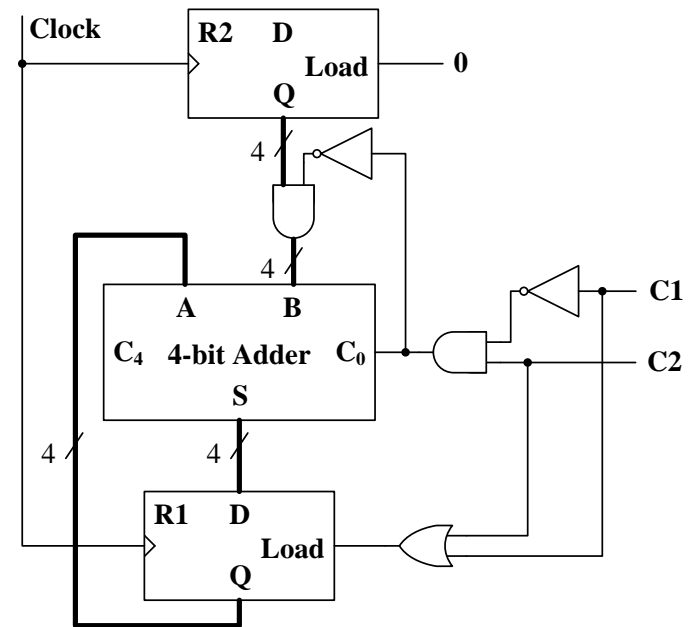 Clock
R2 D
Load 0
Q
4
4
A B
C1
C₄ 4-bit Adder C₀
C2
S
4 4
R1 D
Load
Q